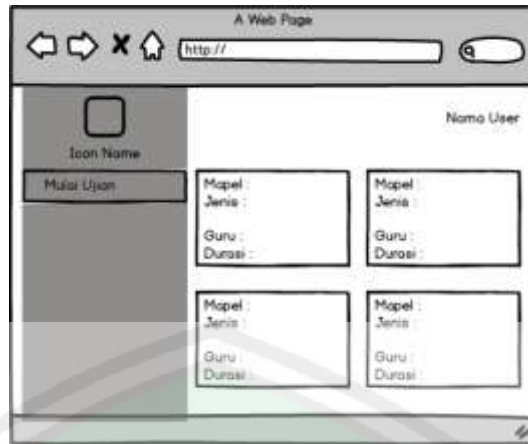 A Web Page
http://
Nama User
Icon Name
Mulai Ujian
Mapel :
Jenis :
Guru :
Durasi :
Mapel :
Jenis :
Guru :
Durasi :
Mapel :
Jenis :
Guru :
Durasi :
Mapel :
Jenis :
Guru :
Durasi :